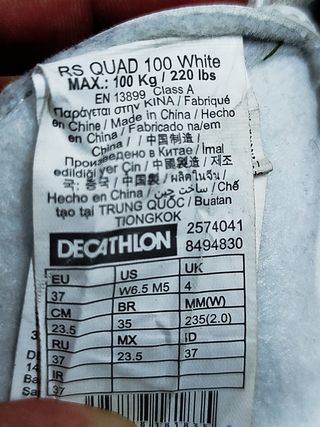 RS QUAD 100 White
MAX.: 100 Kg / 220 lbs
EN 13899 Class A
Παράγεται στην ΚΙΝΑ / Fabriqué
en Chine / Made in China / Hecho
en China / Fabricado na/em
China / / 中国制造 /
Произведено в Китае / İmal
edildiği yer Çin / 中國製造 / 제조
국: 중국 / 中国製 / ผลิตในจีน /
Hecho en China / ساخت چین / Chế
tạo tại TRUNG QUỐC / Buatan
TIONGKOK
DECATHLON
2574041
8494830
EU US UK
37 W6.5 M5 4
CM BR MM(W)
23.5 35 235(2.0)
RU MX ID
37 23.5 37
IR
37